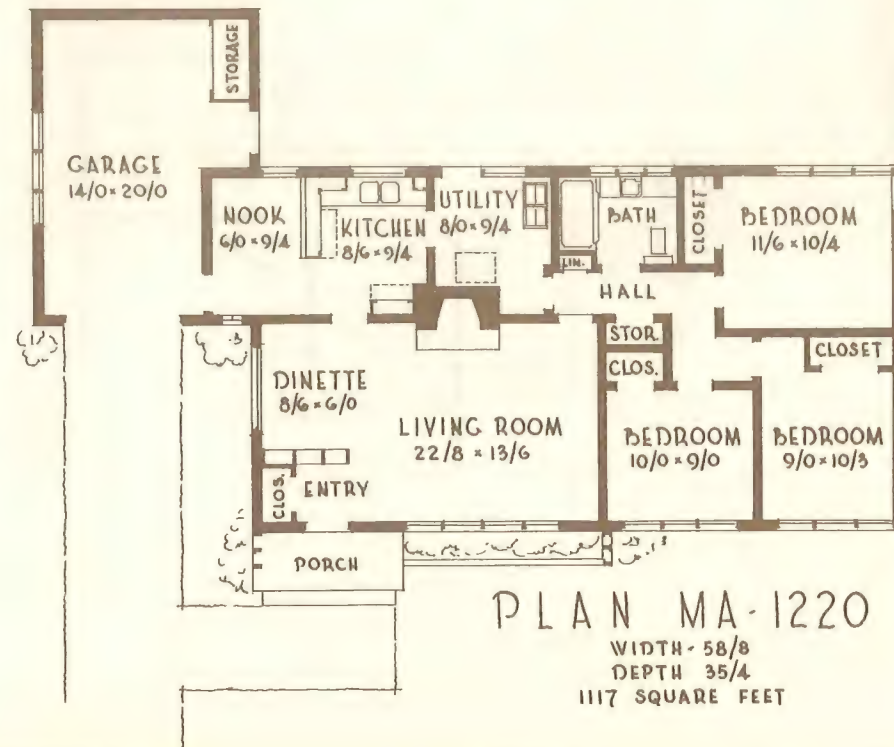 STORAGE
GARAGE
14/0 × 20/0
NOOK
6/0 × 9/4
KITCHEN
8/6 × 9/4
UTILITY
8/0 × 9/4
LIN.
BATH
CLOSET
BEDROOM
11/6 × 10/4
HALL
STOR.
CLOS.
CLOSET
DINETTE
8/6 × 6/0
LIVING ROOM
22/8 × 13/6
BEDROOM
10/0 × 9/0
BEDROOM
9/0 × 10/3
CLOS.
ENTRY
PORCH
PLAN MA-1220
WIDTH - 58/8
DEPTH 35/4
1117 SQUARE FEET